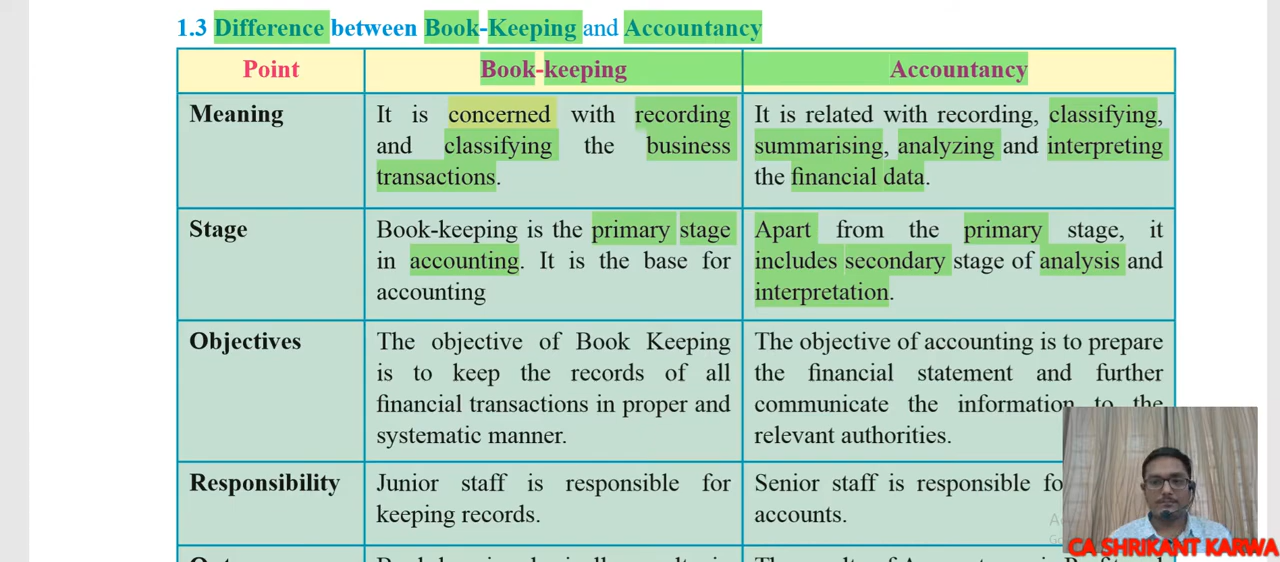 1.3 Difference between Book-Keeping and Accountancy
Point
Book-keeping
Accountancy
Meaning
It is concerned with recording
and classifying the business
transactions.
It is related with recording, classifying,
summarising, analyzing and interpreting
the financial data.
Stage
Book-keeping is the primary stage
in accounting. It is the base for
accounting
Apart from the primary stage, it
includes secondary stage of analysis and
interpretation.
Objectives
The objective of Book Keeping
is to keep the records of all
financial transactions in proper and
systematic manner.
The objective of accounting is to prepare
the financial statement and further
communicate the information to the
relevant authorities.
Responsibility
Junior staff is responsible for
keeping records.
Senior staff is responsible
accounts.
CA SHRIKANT KARWA